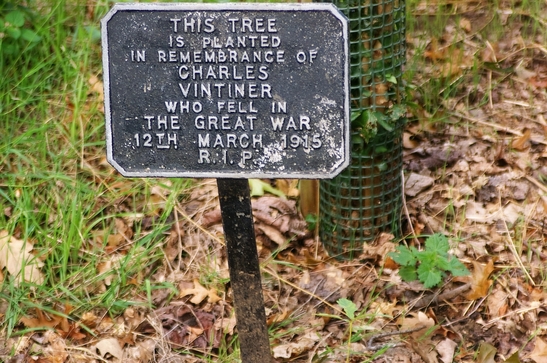 THIS TREE
IS PLANTED
IN REMEMBRANCE OF
CHARLES
VINTINER
WHO FELL IN
THE GREAT WAR
12TH MARCH 1915
R.I.P.